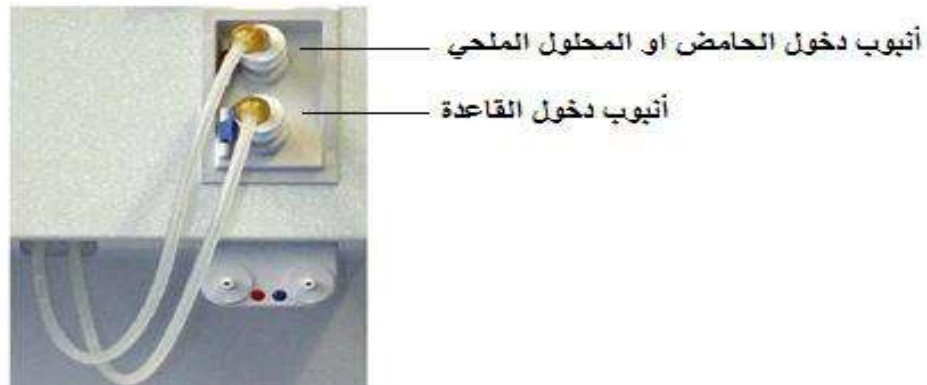 أنبوب دخول الحامض او المحلول الملحي
أنبوب دخول القاعدة